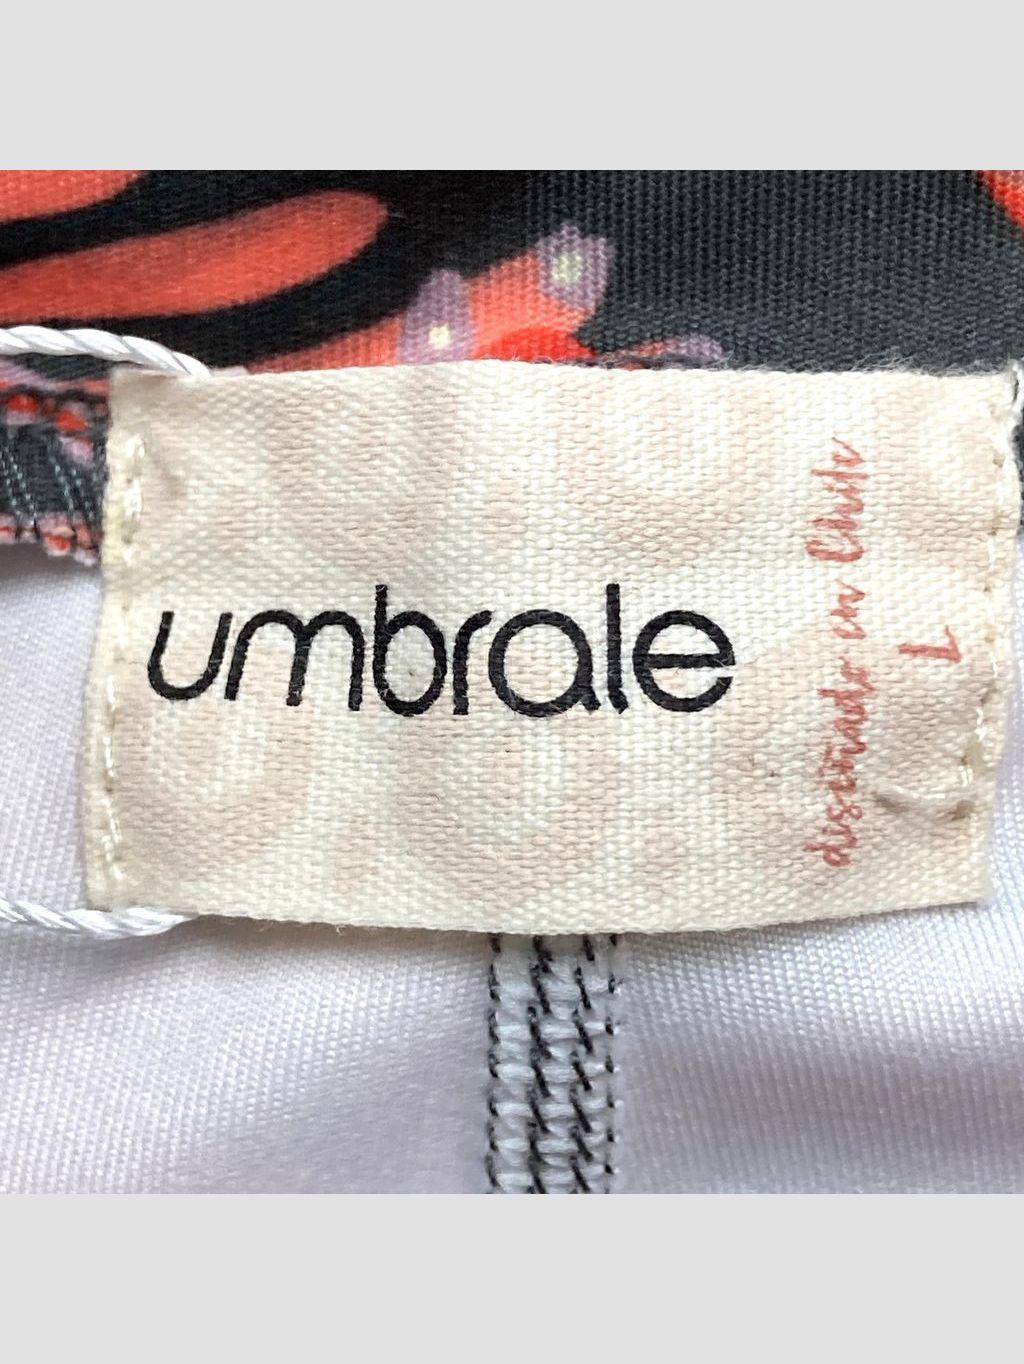 umbrale
diseñado en Chile
L